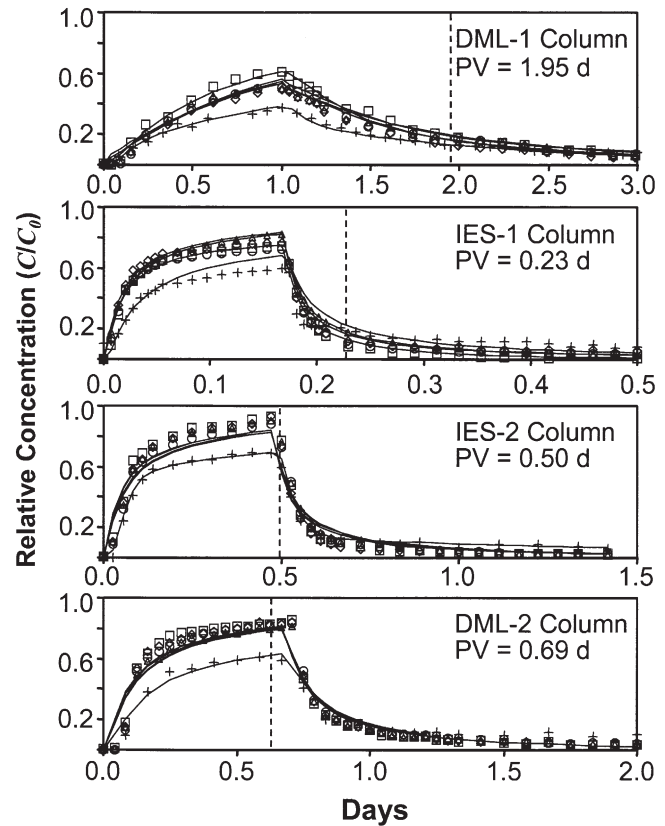 1.0
DML-1 Column
PV = 1.95 d
0.6
0.2
0.0 0.5 1.0 1.5 2.0 2.5 3.0
1.0
IES-1 Column
PV = 0.23 d
0.6
0.2
0.0 0.1 0.2 0.3 0.4 0.5
1.0
IES-2 Column
PV = 0.50 d
0.6
0.2
0.0 0.5 1.0 1.5
1.0
DML-2 Column
PV = 0.69 d
0.6
0.2
0.0 0.5 1.0 1.5 2.0
Relative Concentration (C/C₀)
Days